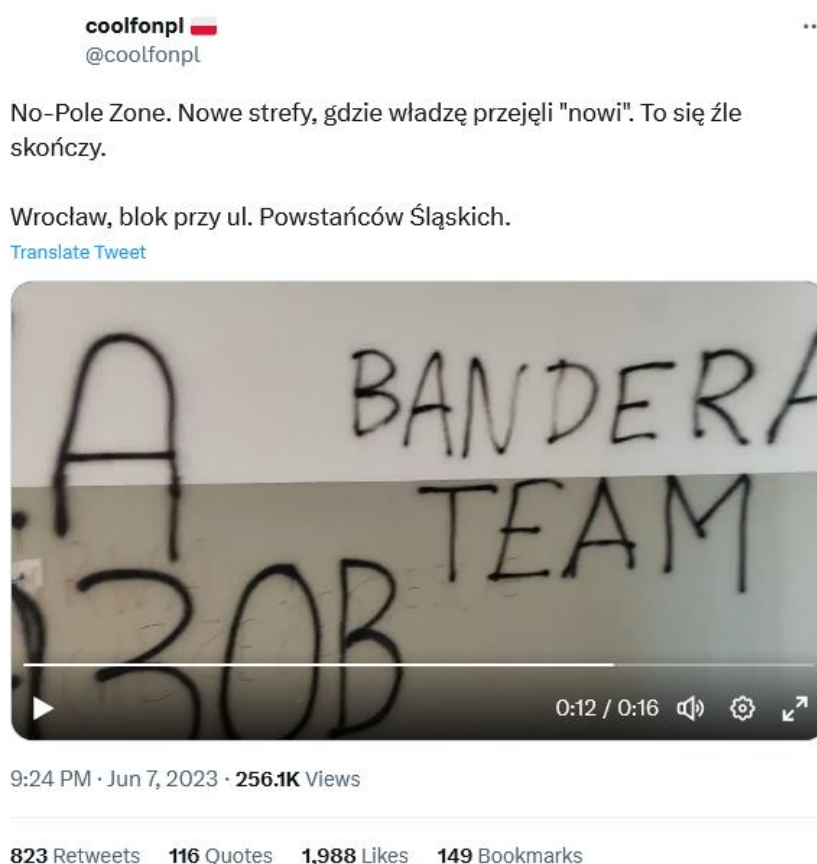 coolfonpl
@coolfonpl
No-Pole Zone. Nowe strefy, gdzie władzę przejęli "nowi". To się źle
skończy.
Wrocław, blok przy ul. Powstańców Śląskich.
Translate Tweet
A
BANDERA
TEAM
ЗОВ
0:12 / 0:16
9:24 PM · Jun 7, 2023 · 256.1K Views
823 Retweets 116 Quotes 1,988 Likes 149 Bookmarks